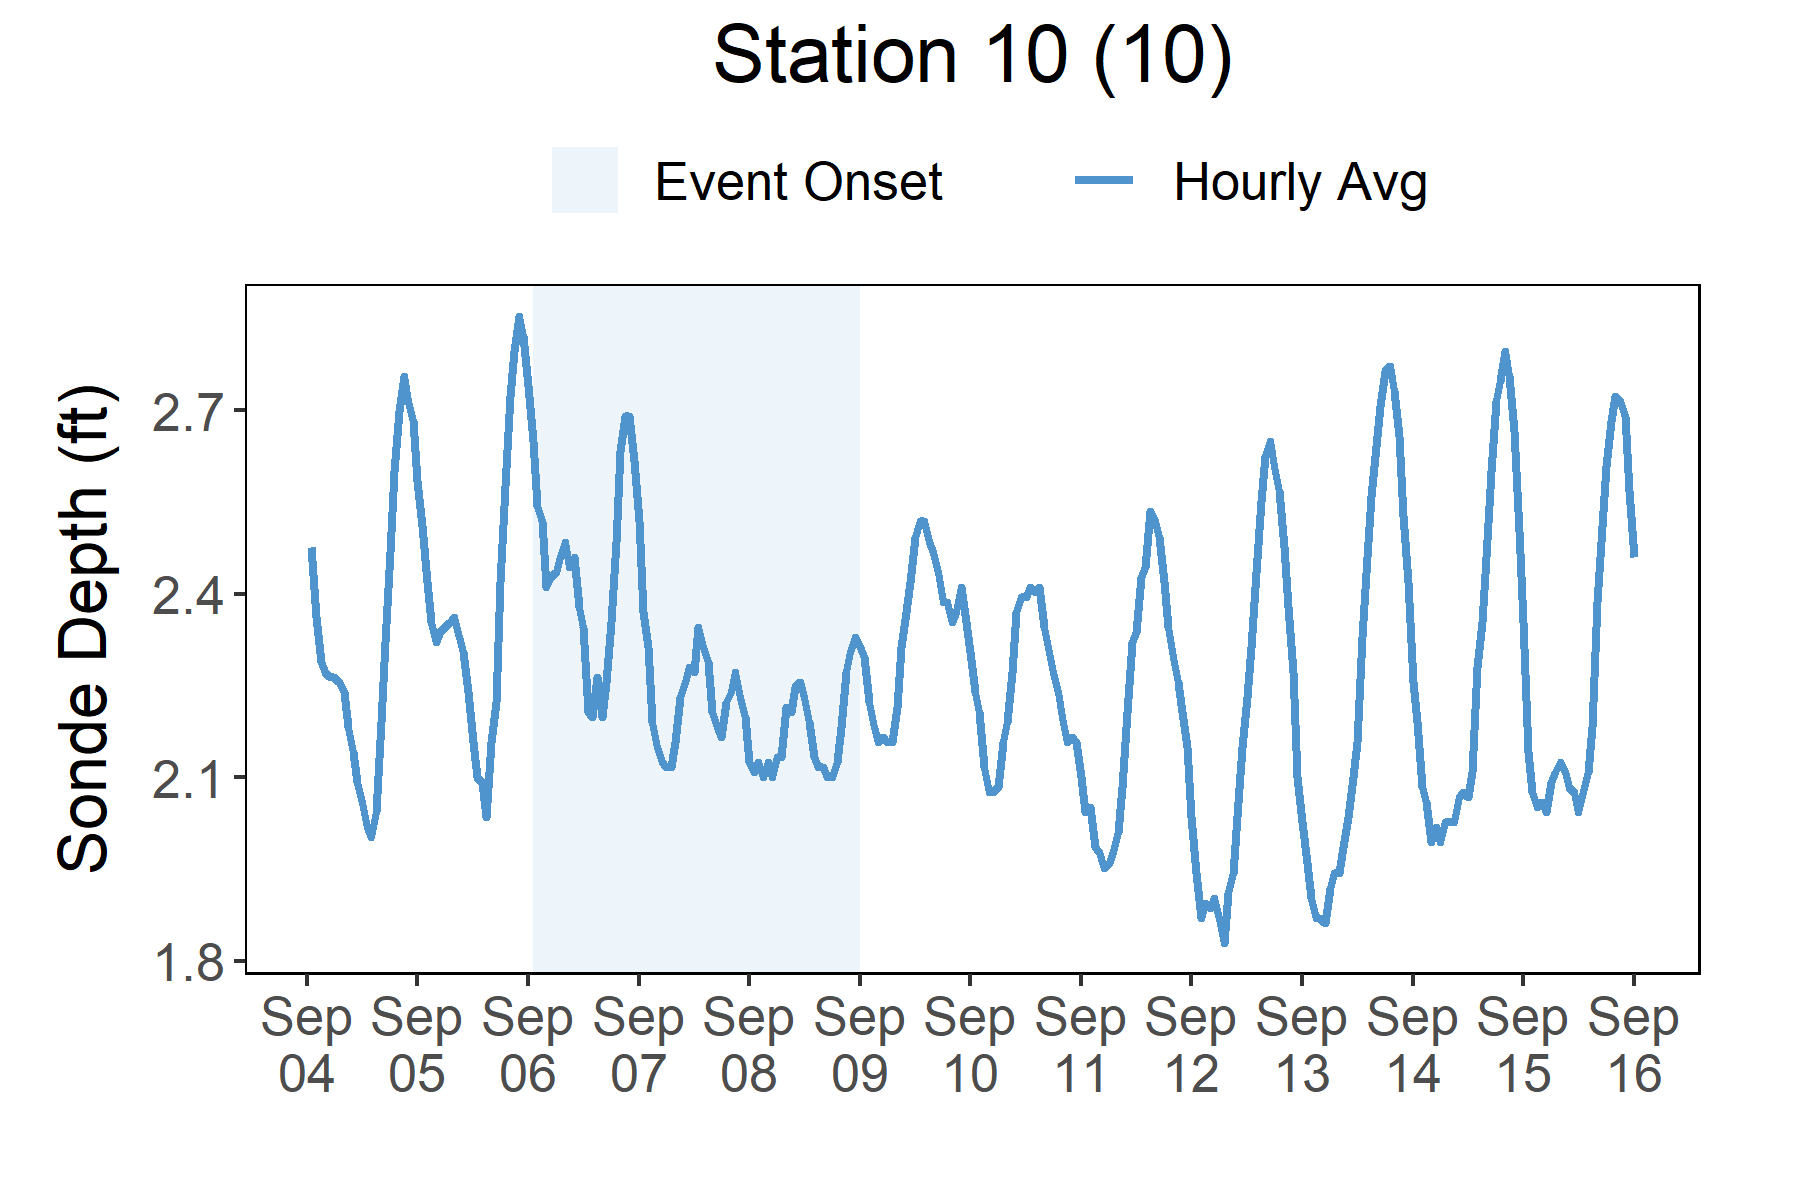 Station 10 (10)
Event Onset Hourly Avg
Sonde Depth (ft)
2.7
2.4
2.1
1.8
Sep Sep Sep Sep Sep Sep Sep Sep Sep Sep Sep Sep Sep
04 05 06 07 08 09 10 11 12 13 14 15 16